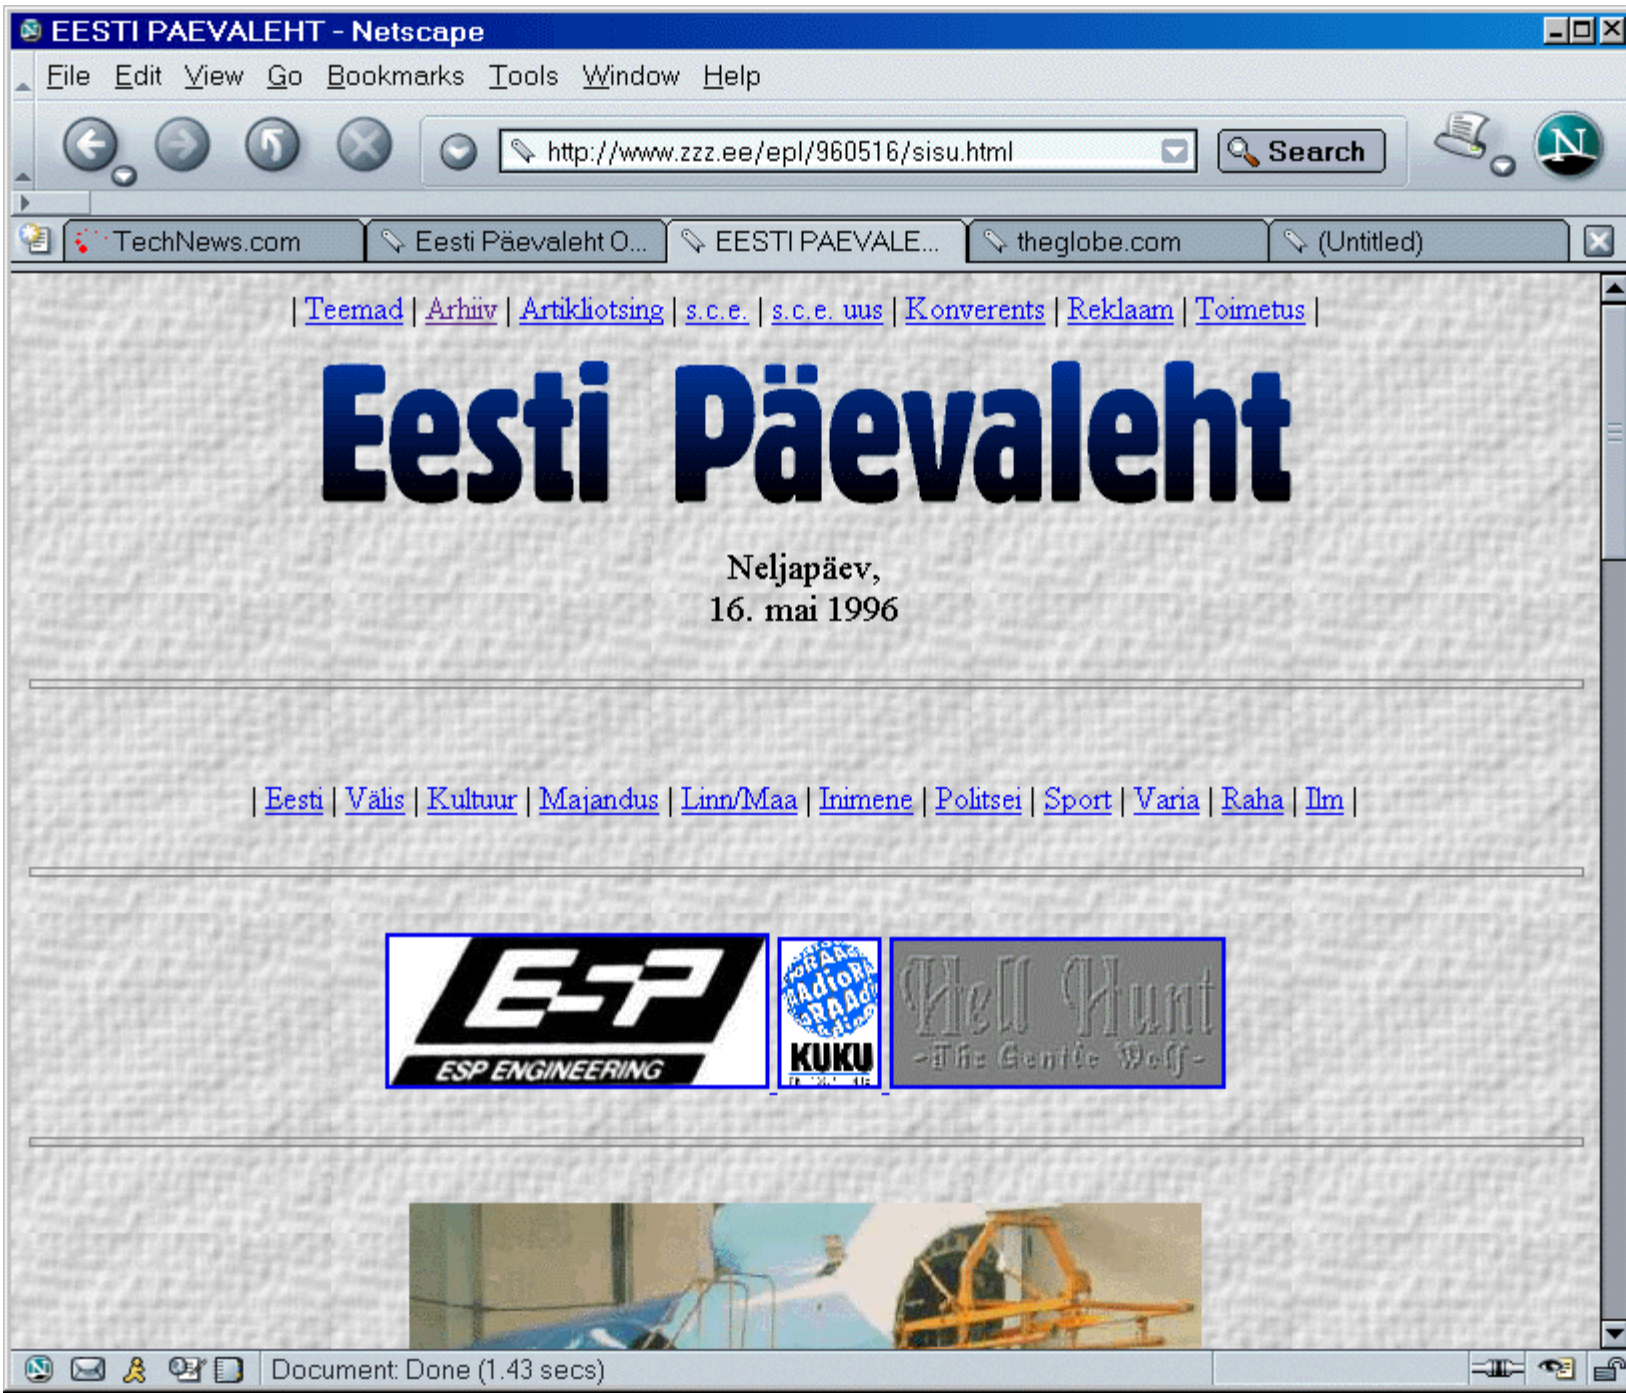 EESTI PAEVALEHT - Netscape
File Edit View Go Bookmarks Tools Window Help
http://www.zzz.ee/epl/960516/sisu.html
Search
N
TechNews.com
Eesti Päevaleht O...
EESTI PAEVALE...
theglobe.com
(Untitled)
| Teemad | Arhiiv | Artikliotsing | s.c.e. | s.c.e. uus | Konverents | Reklaam | Toimetus |
Eesti Päevaleht
Neljapäev,
16. mai 1996
| Eesti | Välis | Kultuur | Majandus | Linn/Maa | Inimene | Politsei | Sport | Varia | Raha | Ilm |
ESP
ESP ENGINEERING
KUKU
Hell Hunt
-The Gentle Wolf-
Document: Done (1.43 secs)